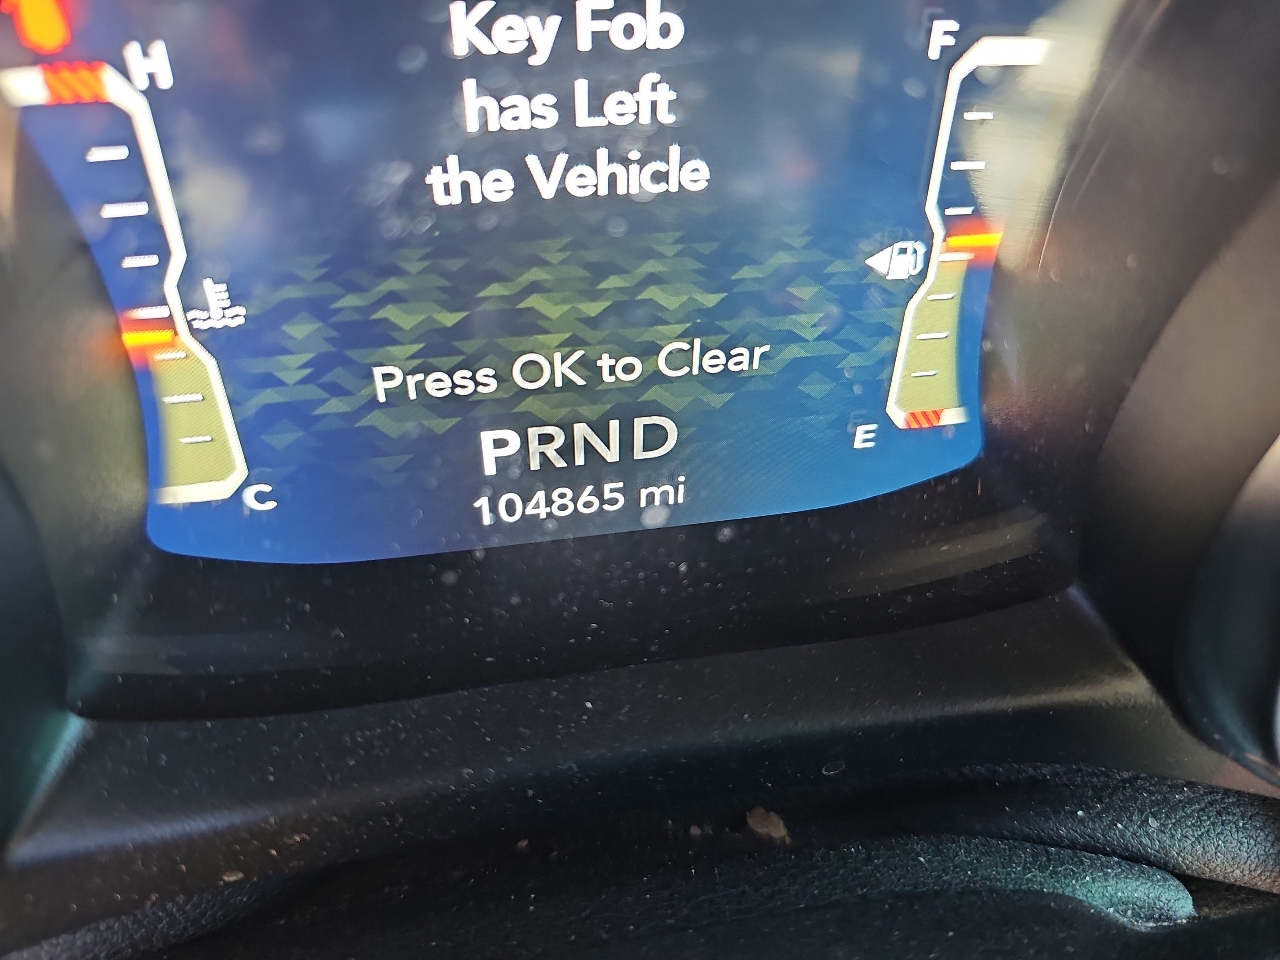 Key Fob
has Left
the Vehicle
H
F
Press OK to Clear
PRND
E
C
104865 mi